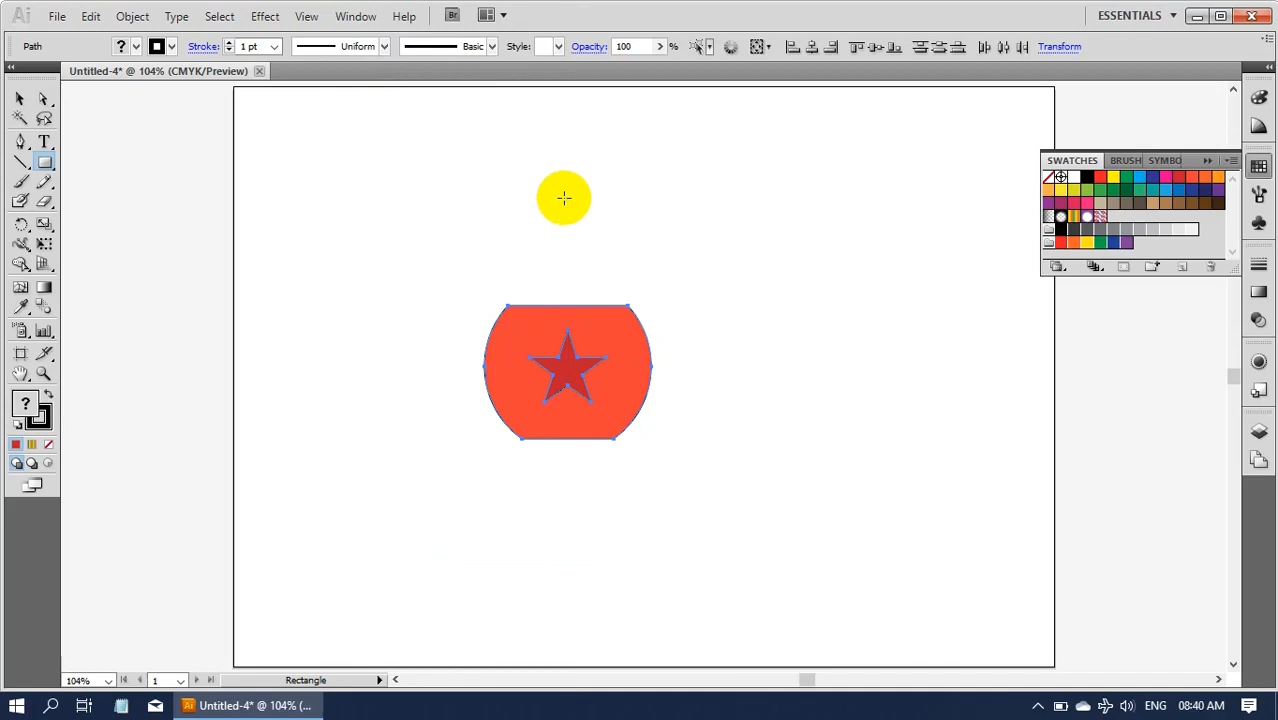 Ai File Edit Object Type Select Effect View Window Help Br ESSENTIALS
Path ? Stroke: 1 pt Uniform Basic Style: Opacity: 100 % Transform
Untitled-4* @ 104% (CMYK/Preview)
SWATCHES BRUSH SYMBO
T
?
104% 1 Rectangle
Ai Untitled-4* @ 104% (... ENG 08:40 AM